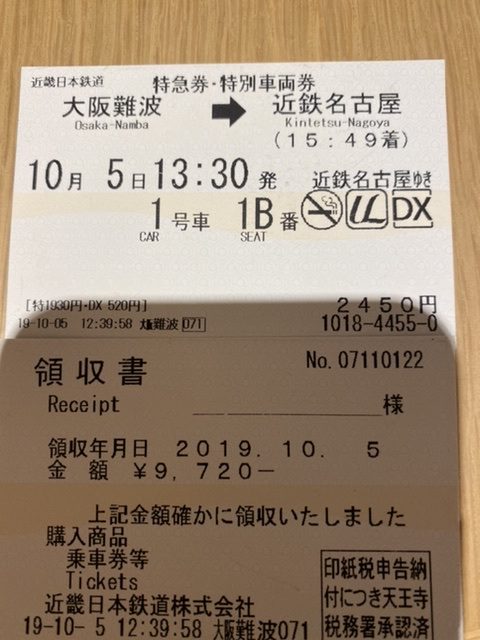 近畿日本鉄道 特急券・特別車両券
大阪難波 ➡ 近鉄名古屋
Osaka-Namba Kintetsu-Nagoya
(15:49着)
10月 5日 13:30発 近鉄名古屋ゆき
1号車 1B番 UL DX
CAR SEAT
[特1930円・DX 520円] 2450円
19-10-05 12:39:58 大阪難波 071 1018-4455-0
領収書 No. 07110122
Receipt 様
領収年月日 2019. 10. 5
金 額 ¥9,720-
上記金額確かに領収いたしました
購入商品
乗車券等
Tickets
近畿日本鉄道株式会社
19-10- 5 12:39:58 大阪難波071
印紙税申告納
付につき天王寺
税務署承認済